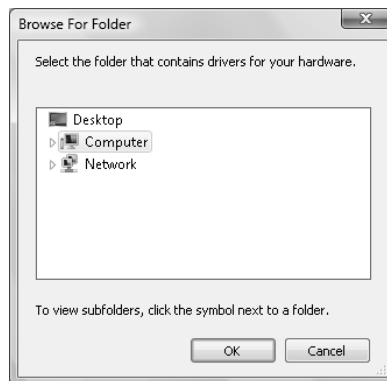 Browse For Folder
Select the folder that contains drivers for your hardware.
Desktop
Computer
Network
To view subfolders, click the symbol next to a folder.
OK
Cancel